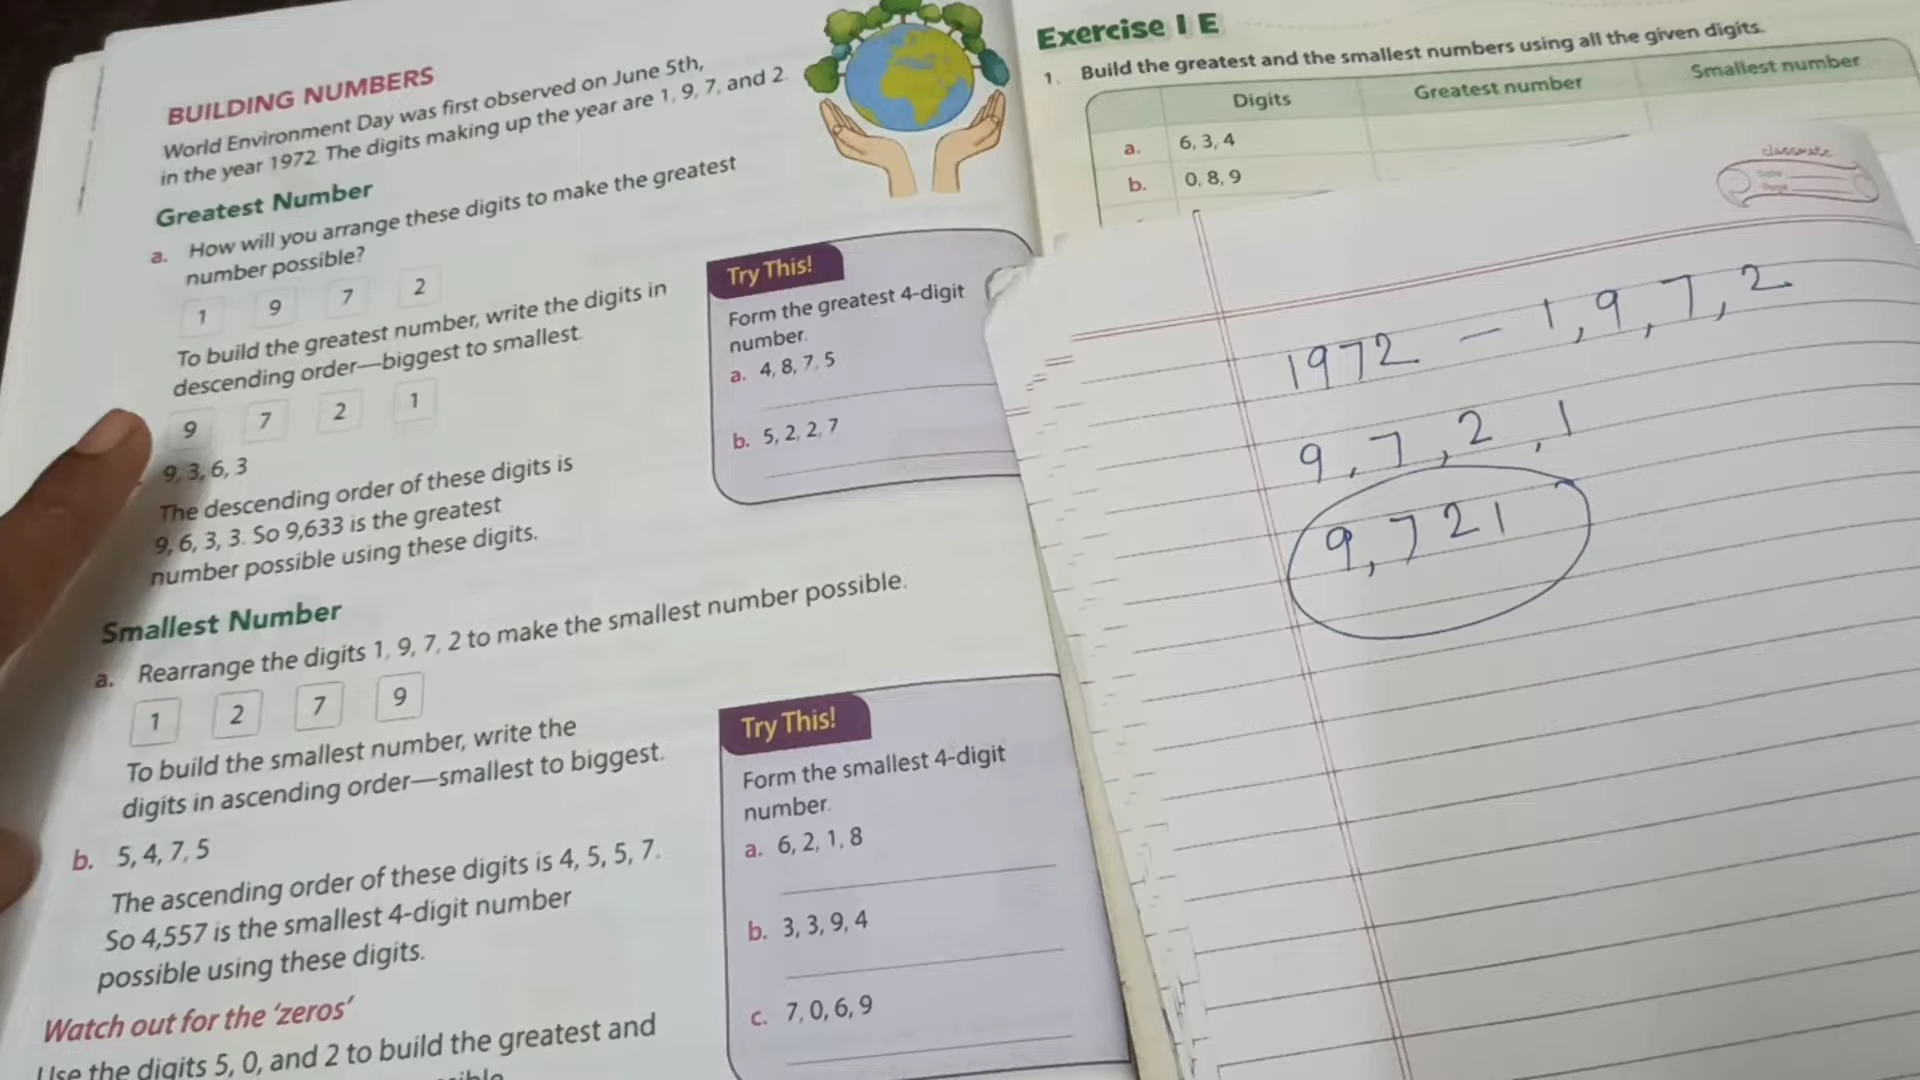 BUILDING NUMBERS
World Environment Day was first observed on June 5th,
in the year 1972. The digits making up the year are 1, 9, 7, and 2.
Greatest Number
a. How will you arrange these digits to make the greatest
number possible?
1 9 7 2
To build the greatest number, write the digits in
descending order—biggest to smallest.
9 7 2 1
9, 3, 6, 3
The descending order of these digits is
9, 6, 3, 3. So 9,633 is the greatest
number possible using these digits.
Try This!
Form the greatest 4-digit
number.
a. 4, 8, 7, 5
b. 5, 2, 2, 7
Smallest Number
a. Rearrange the digits 1, 9, 7, 2 to make the smallest number possible.
1 2 7 9
To build the smallest number, write the
digits in ascending order—smallest to biggest.
b. 5, 4, 7, 5
The ascending order of these digits is 4, 5, 5, 7.
So 4,557 is the smallest 4-digit number
possible using these digits.
Try This!
Form the smallest 4-digit
number.
a. 6, 2, 1, 8
b. 3, 3, 9, 4
c. 7, 0, 6, 9
Watch out for the ‘zeros’
Use the digits 5, 0, and 2 to build the greatest and
Exercise 1 E
1. Build the greatest and the smallest numbers using all the given digits.
Digits Greatest number Smallest number
a. 6, 3, 4
b. 0, 8, 9
classmate
Date
Page
1972 – 1, 9, 7, 2
9, 7, 2, 1
9,721